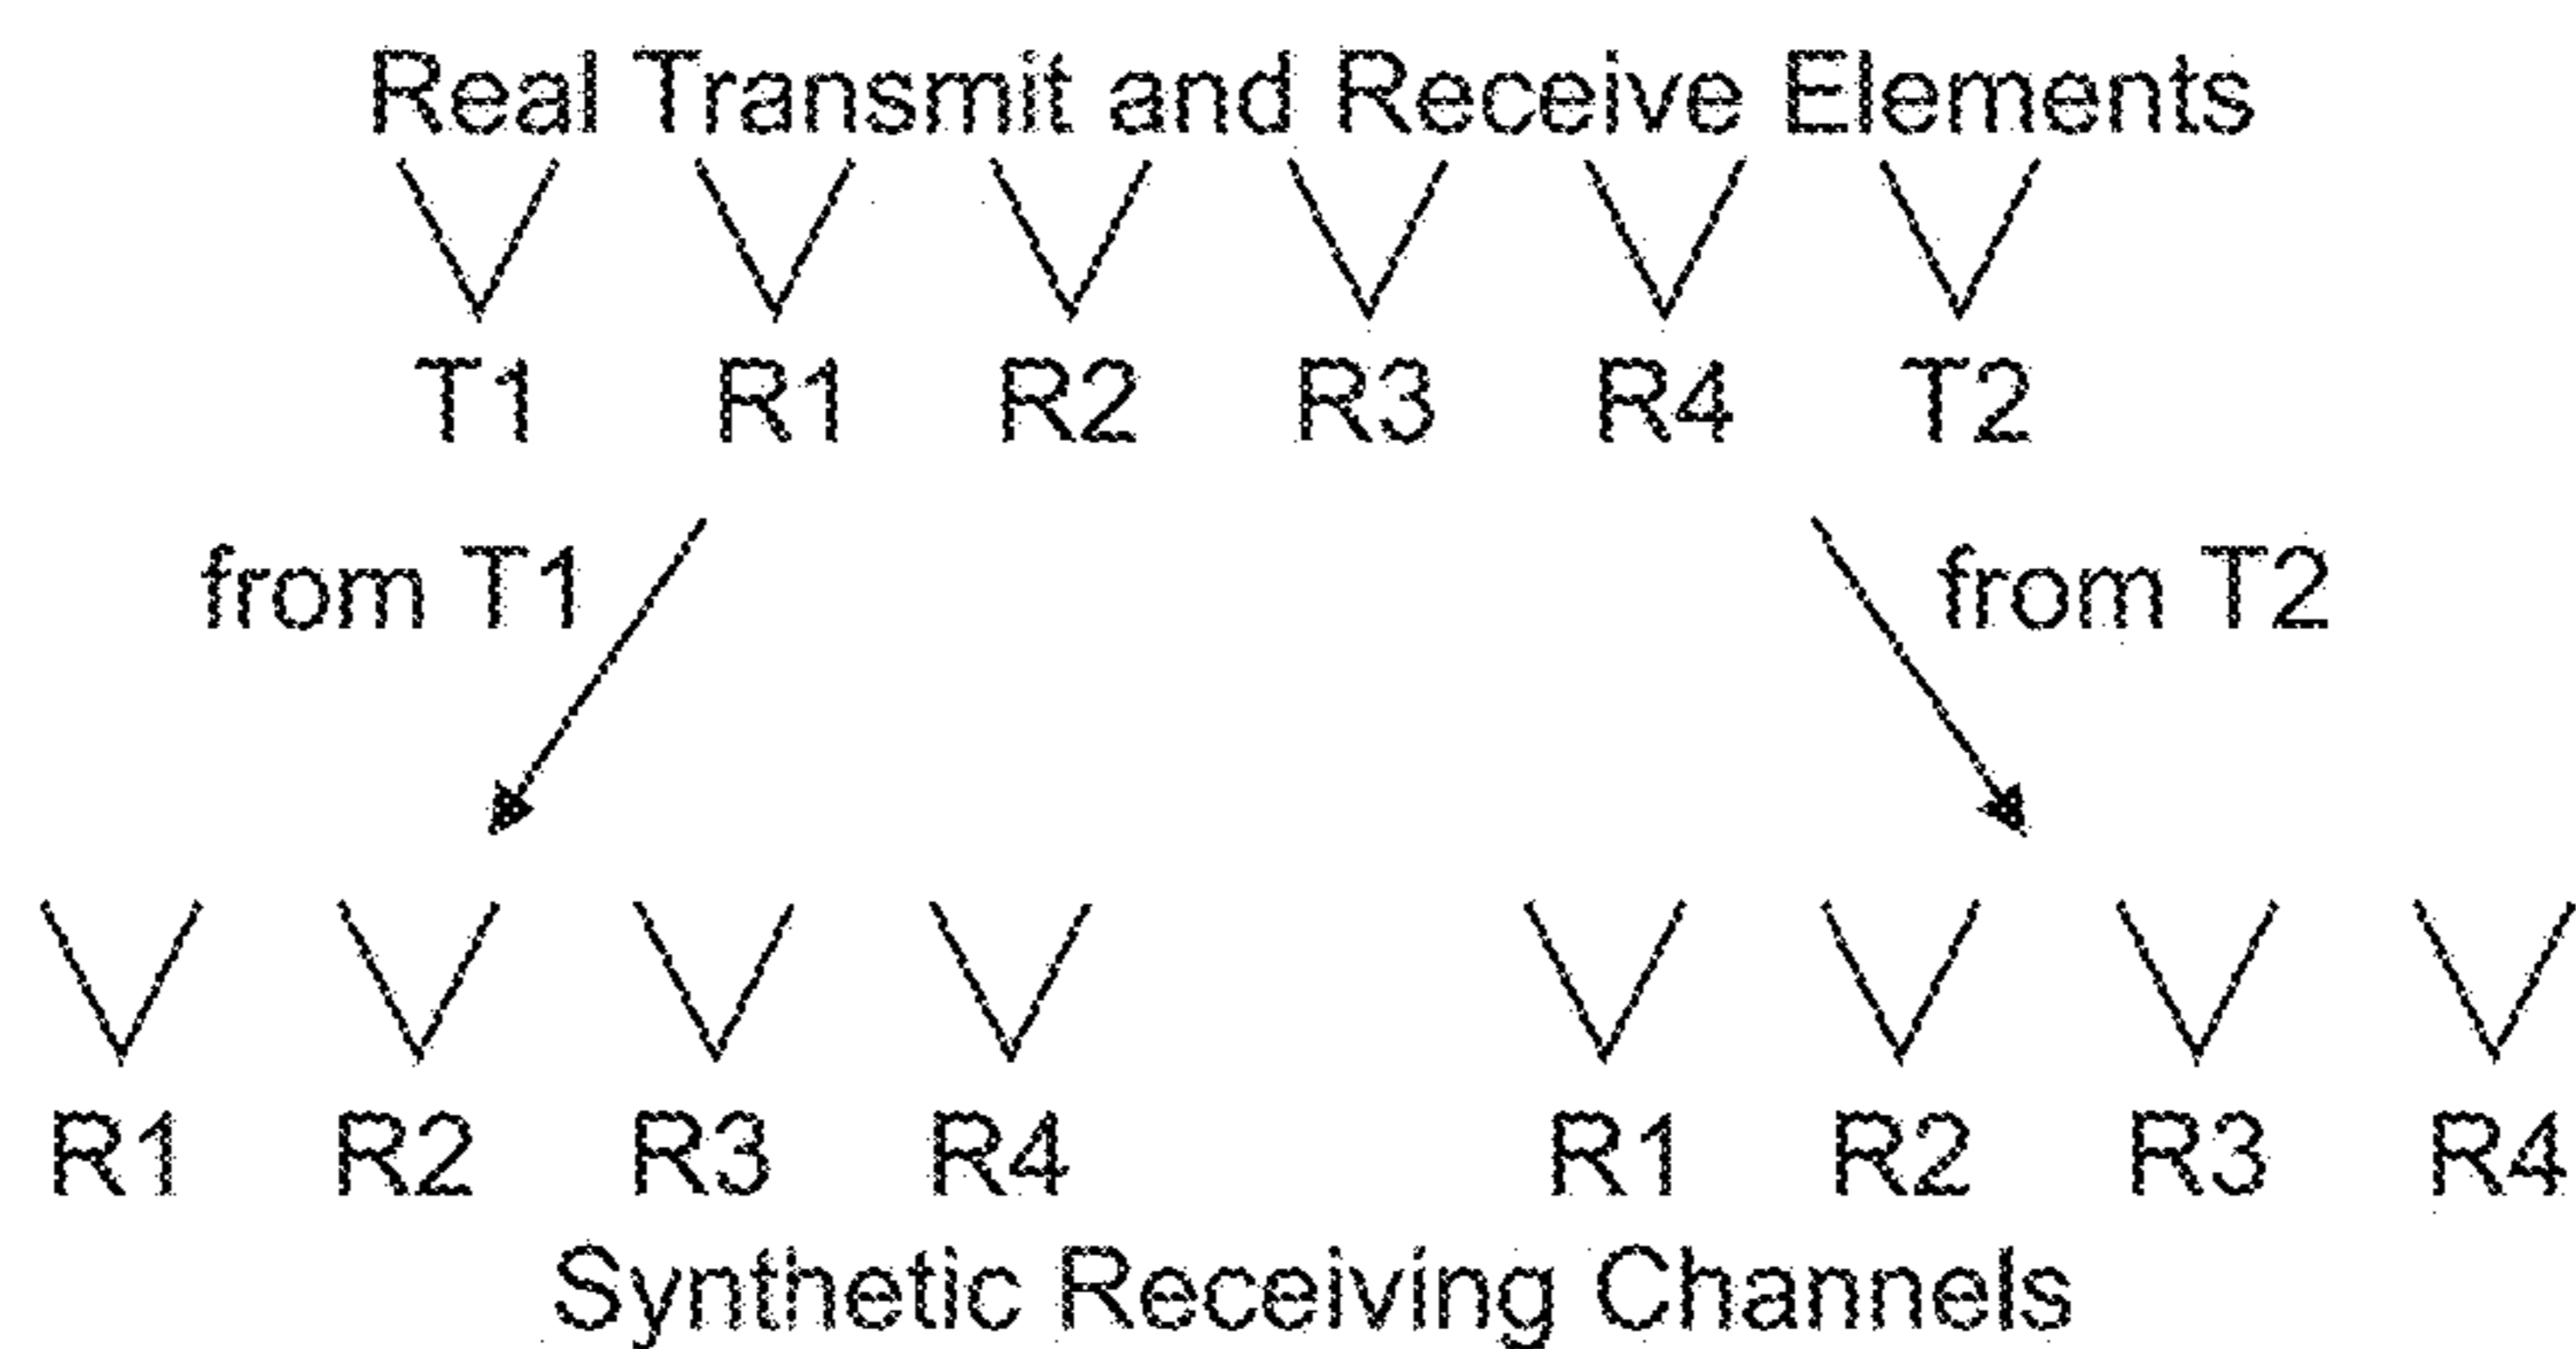 Real Transmit and Receive Elements
T1 R1 R2 R3 R4 T2
from T1 from T2
R1 R2 R3 R4 R1 R2 R3 R4
Synthetic Receiving Channels